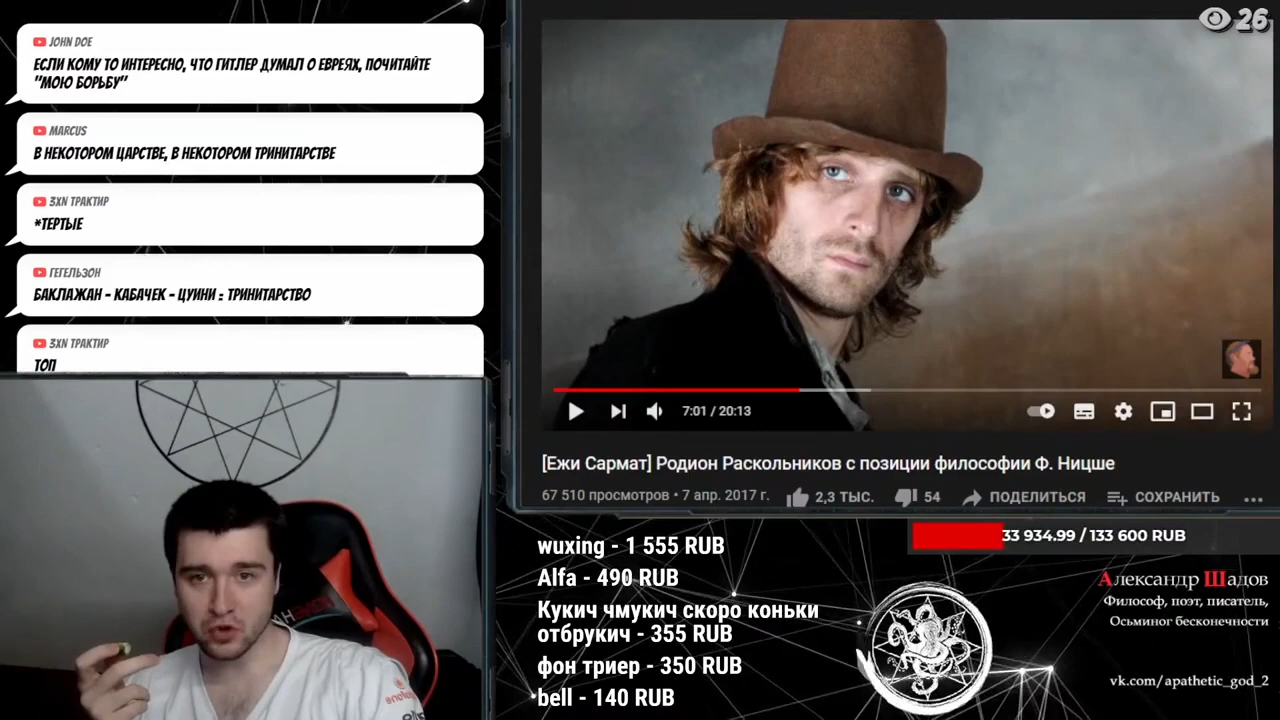 JOHN DOE
ЕСЛИ КОМУ ТО ИНТЕРЕСНО, ЧТО ГИТЛЕР ДУМАЛ О ЕВРЕЯХ, ПОЧИТАЙТЕ
"МОЮ БОРЬБУ"
MARCUS
В НЕКОТОРОМ ЦАРСТВЕ, В НЕКОТОРОМ ТРИНИТАРСТВЕ
3XN ТРАКТИР
*ТЕРТЫЕ
ГЕГЕЛЬЗОН
БАКЛАЖАН - КАБАЧЕК - ЦУИНИ = ТРИНИТАРСТВО
3XN ТРАКТИР
ТОП
26
7:01 / 20:13
[Ежи Сармат] Родион Раскольников с позиции философии Ф. Ницше
67 510 просмотров • 7 апр. 2017 г.
2,3 ТЫС.
54
ПОДЕЛИТЬСЯ
СОХРАНИТЬ
wuxing - 1 555 RUB
Alfa - 490 RUB
Кукич чмукич скоро коньки
отбрукич - 355 RUB
фон триер - 350 RUB
bell - 140 RUB
33 934.99 / 133 600 RUB
Александр Шадов
Философ, поэт, писатель,
Осьминог бесконечности
vk.com/apathetic_god_2